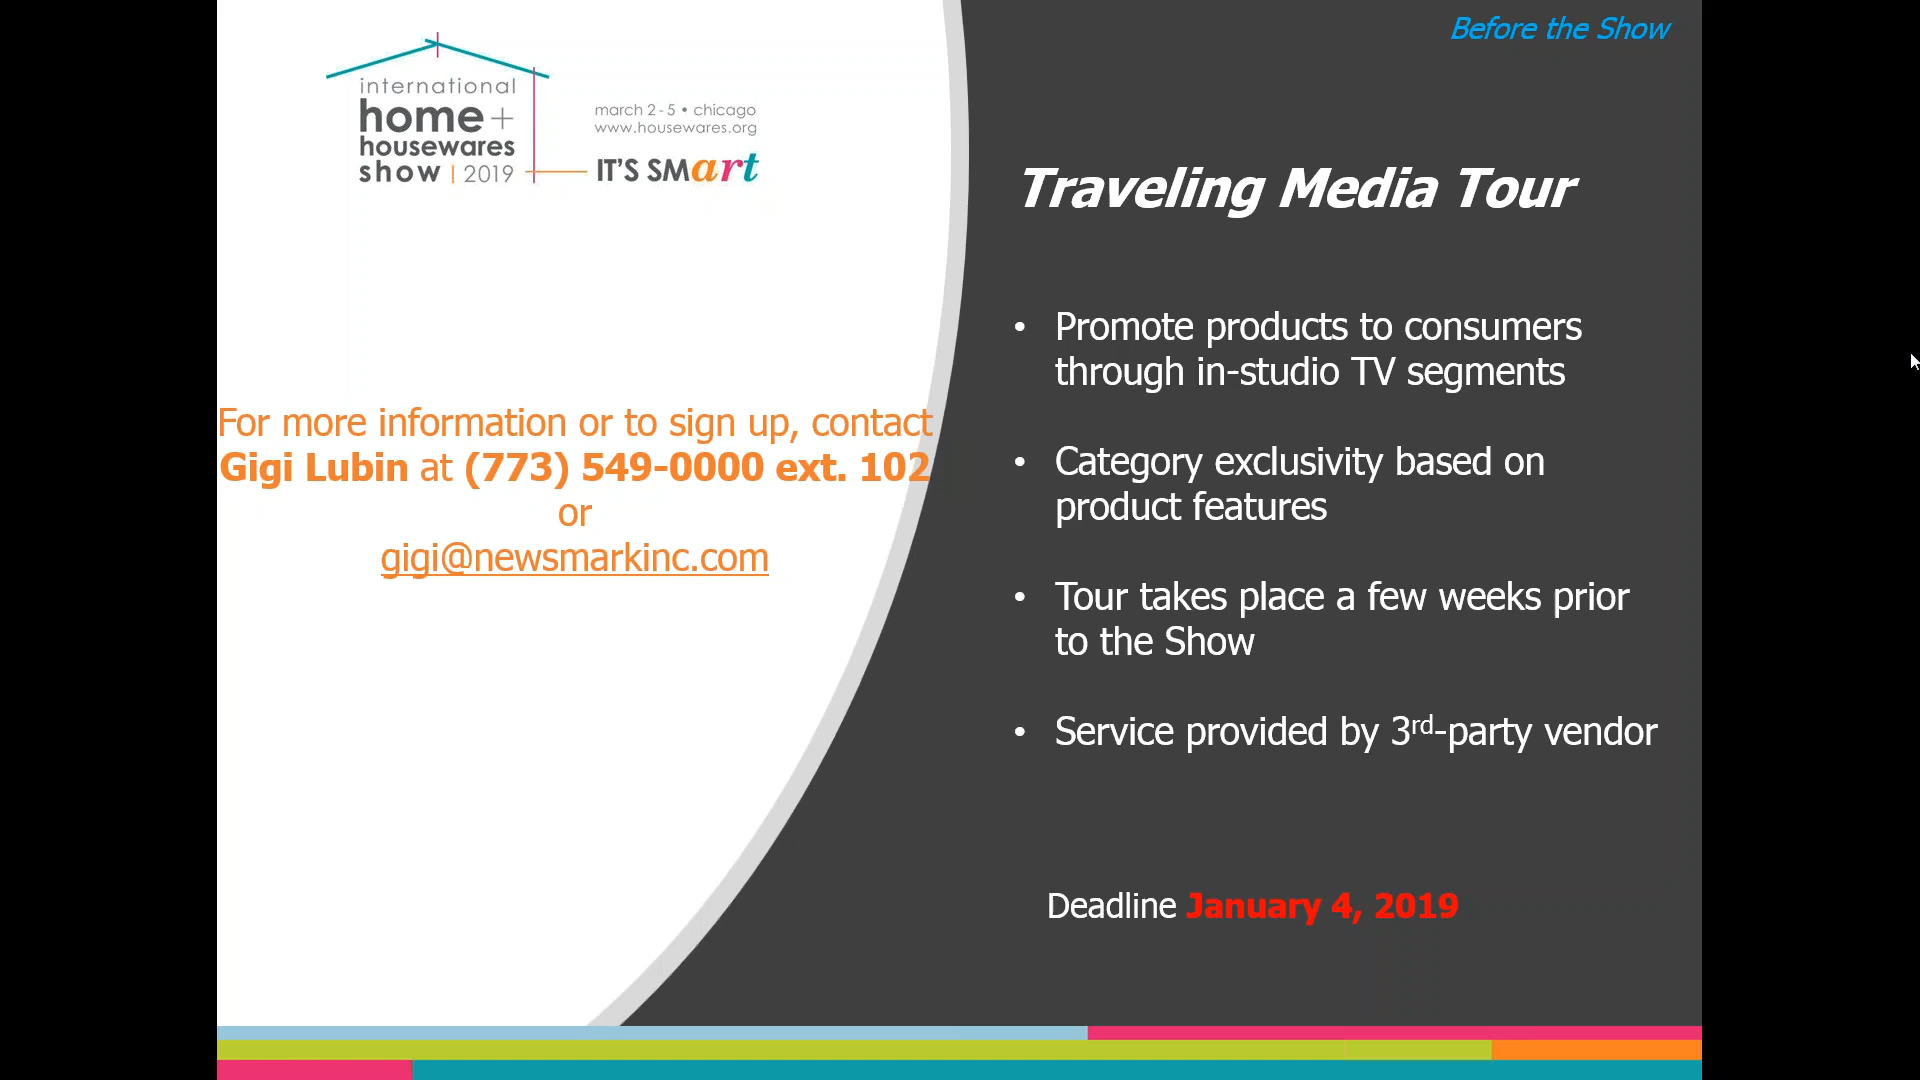 Before the Show
international
home+
housewares
show | 2019
march 2-5 • chicago
www.housewares.org
IT'S SMart
Traveling Media Tour
For more information or to sign up, contact
Gigi Lubin at (773) 549-0000 ext. 102
or
gigi@newsmarkinc.com
• Promote products to consumers
through in-studio TV segments
• Category exclusivity based on
product features
• Tour takes place a few weeks prior
to the Show
• Service provided by 3rd-party vendor
Deadline January 4, 2019